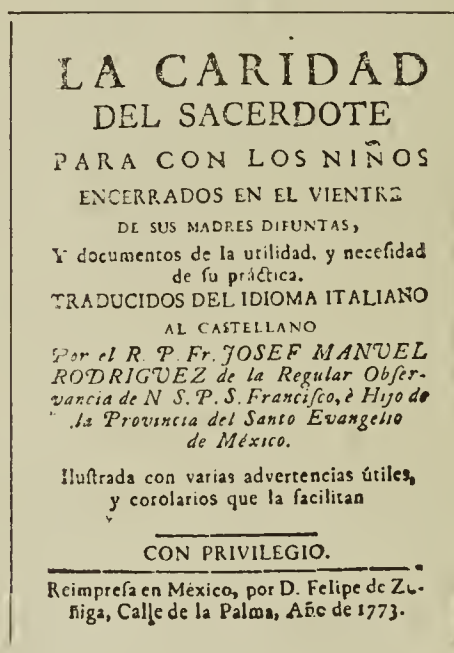 LA CARIDAD
DEL SACERDOTE
PARA CON LOS NIÑOS
ENCERRADOS EN EL VIENTRE
DE SUS MADRES DIFUNTAS,
Y documentos de la utilidad, y neceſidad
de ſu práctica.
TRADUCIDOS DEL IDIOMA ITALIANO
AL CASTELLANO
Por el R. P. Fr. JOSEF MANUEL
RODRIGUEZ de la Regular Obſer-
vancia de N. S. P. S. Franciſco, è Hijo de
la Provincia del Santo Evangelio
de México.
Iluſtrada con varias advertencias útiles,
y corolarios que la facilitan
CON PRIVILEGIO.
Reimpreſa en México, por D. Felipe de Zu-
ñiga, Calle de la Palma, Año de 1773.